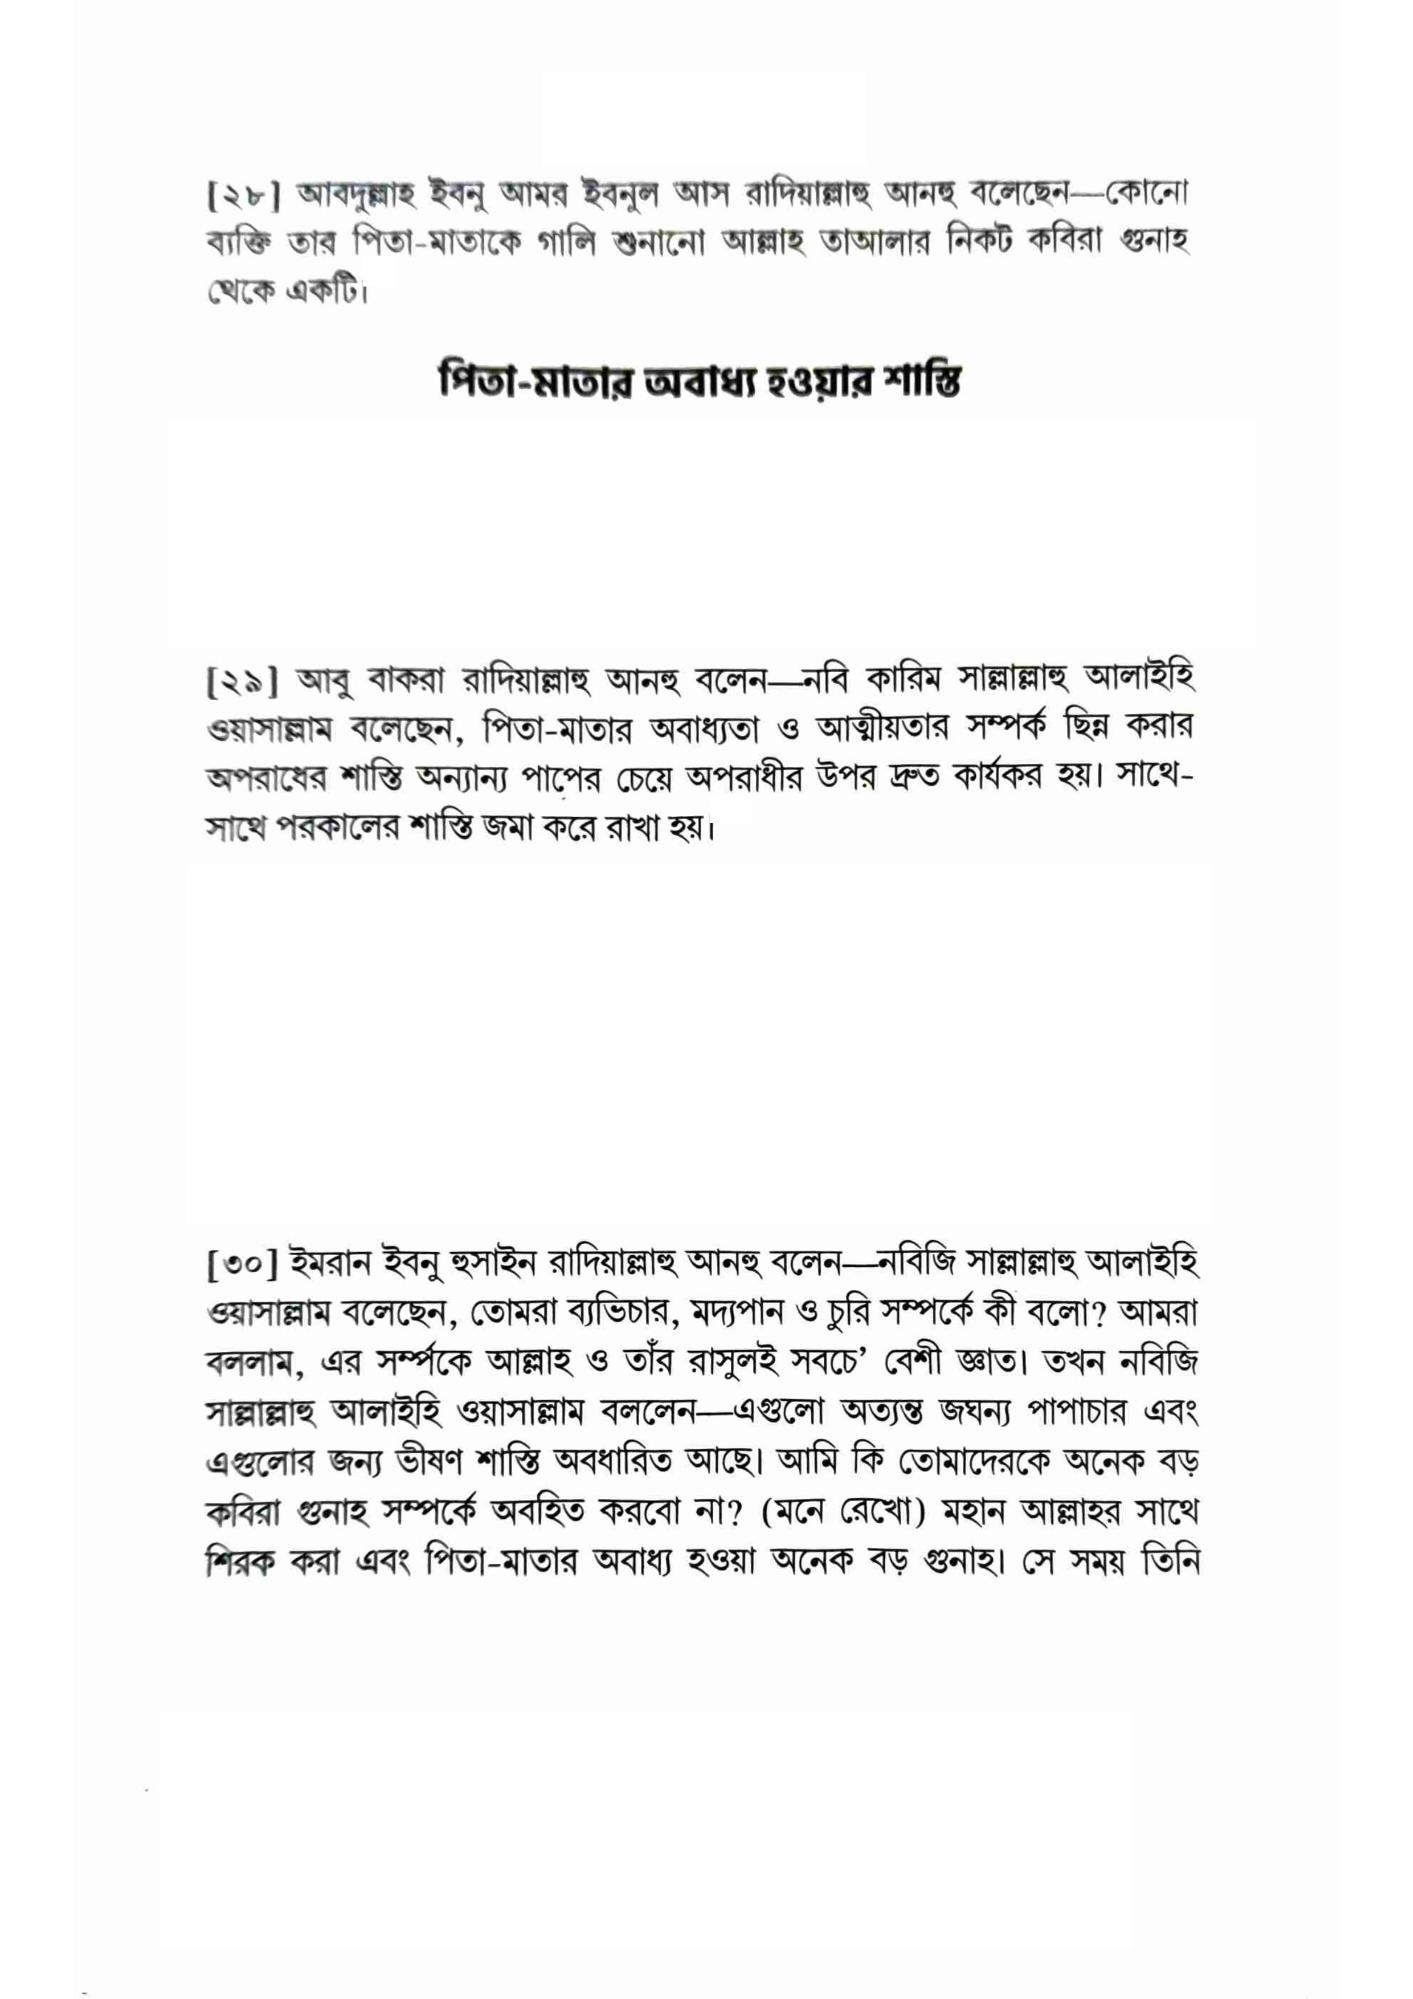 [২৮] আবদুল্লাহ ইবনু আমর ইবনুল আস রাদিয়াল্লাহু আনহু বলেছেন—কোনো
ব্যক্তি তার পিতা-মাতাকে গালি শুনানো আল্লাহ তাআলার নিকট কবিরা গুনাহ
থেকে একটি।
পিতা-মাতার অবাধ্য হওয়ার শাস্তি
[২৯] আবু বাকরা রাদিয়াল্লাহু আনহু বলেন—নবি কারিম সাল্লাল্লাহু আলাইহি
ওয়াসাল্লাম বলেছেন, পিতা-মাতার অবাধ্যতা ও আত্মীয়তার সম্পর্ক ছিন্ন করার
অপরাধের শাস্তি অন্যান্য পাপের চেয়ে অপরাধীর উপর দ্রুত কার্যকর হয়। সাথে-
সাথে পরকালের শাস্তি জমা করে রাখা হয়।
[৩০] ইমরান ইবনু হুসাইন রাদিয়াল্লাহু আনহু বলেন—নবিজি সাল্লাল্লাহু আলাইহি
ওয়াসাল্লাম বলেছেন, তোমরা ব্যভিচার, মদ্যপান ও চুরি সম্পর্কে কী বলো? আমরা
বললাম, এর সর্ম্পকে আল্লাহ ও তাঁর রাসুলই সবচে’ বেশী জ্ঞাত। তখন নবিজি
সাল্লাল্লাহু আলাইহি ওয়াসাল্লাম বললেন—এগুলো অত্যন্ত জঘন্য পাপাচার এবং
এগুলোর জন্য ভীষণ শাস্তি অবধারিত আছে। আমি কি তোমাদেরকে অনেক বড়
কবিরা গুনাহ সম্পর্কে অবহিত করবো না? (মনে রেখো) মহান আল্লাহর সাথে
শিরক করা এবং পিতা-মাতার অবাধ্য হওয়া অনেক বড় গুনাহ। সে সময় তিনি